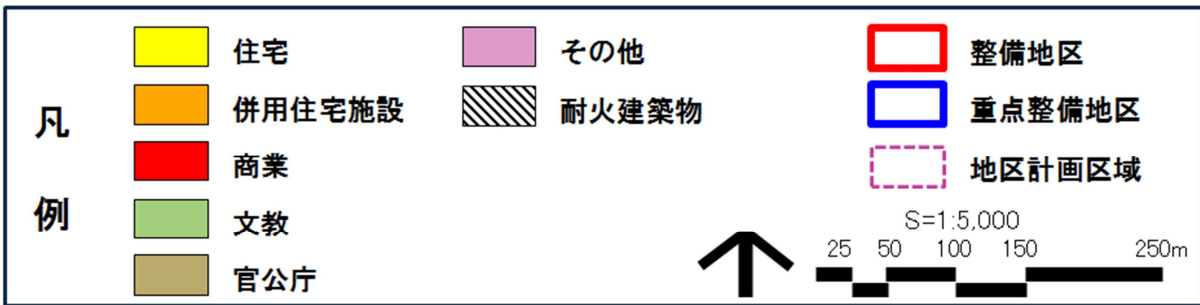 凡例
住宅
併用住宅施設
商業
文教
官公庁
その他
耐火建築物
整備地区
重点整備地区
地区計画区域
S=1:5,000
25 50 100 150 250m